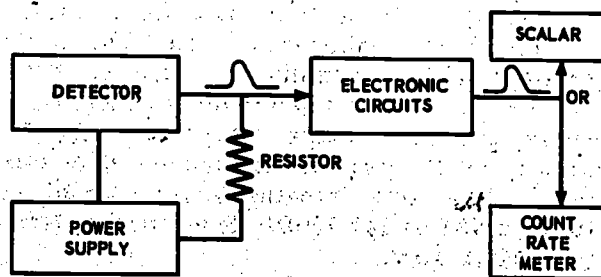 SCALAR
DETECTOR
ELECTRONIC
CIRCUITS
OR
RESISTOR
POWER
SUPPLY
COUNT
RATE
METER